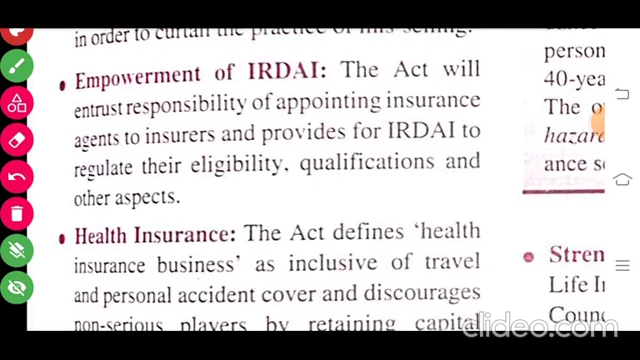 in order to curtail the practice of mis selling.
• Empowerment of IRDAI: The Act will
entrust responsibility of appointing insurance
agents to insurers and provides for IRDAI to
regulate their eligibility, qualifications and
other aspects.
• Health Insurance: The Act defines ‘health
insurance business’ as inclusive of travel
and personal accident cover and discourages
non-serious players by retaining capital
person
40-yea
The o
hazard
ance s
• Stren
Life I
Counc
clideo.com